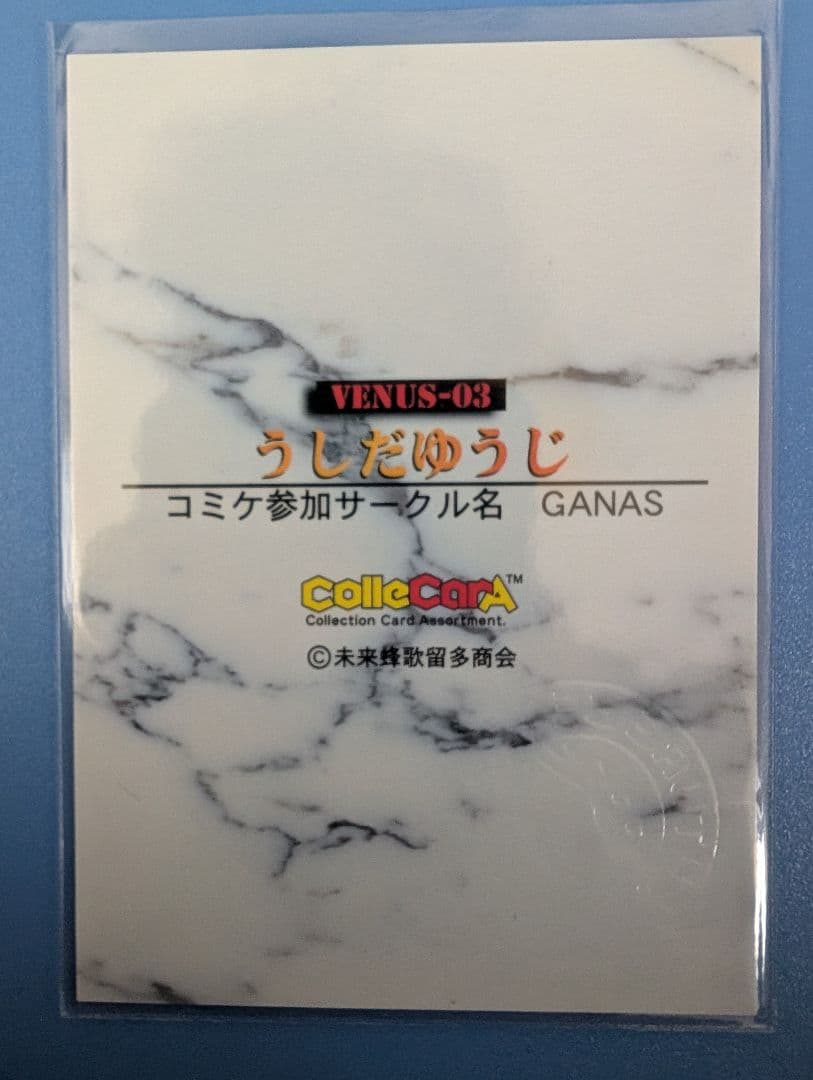 VENUS-03
うしだゆうじ
コミケ参加サークル名　GANAS
ColleCarA™
Collection Card Assortment.
©未来蜂歌留多商会